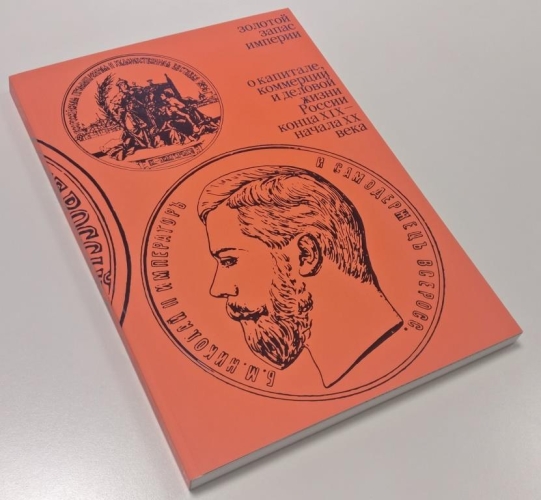 золотой
запас
империи
о капитале,
коммерции
и деловой
жизни
России
конца XIX–
начала XX
века
Б. М. НИКОЛАЙ II ИМПЕРАТОРЪ И САМОДЕРЖЕЦЪ ВСЕРОСС.